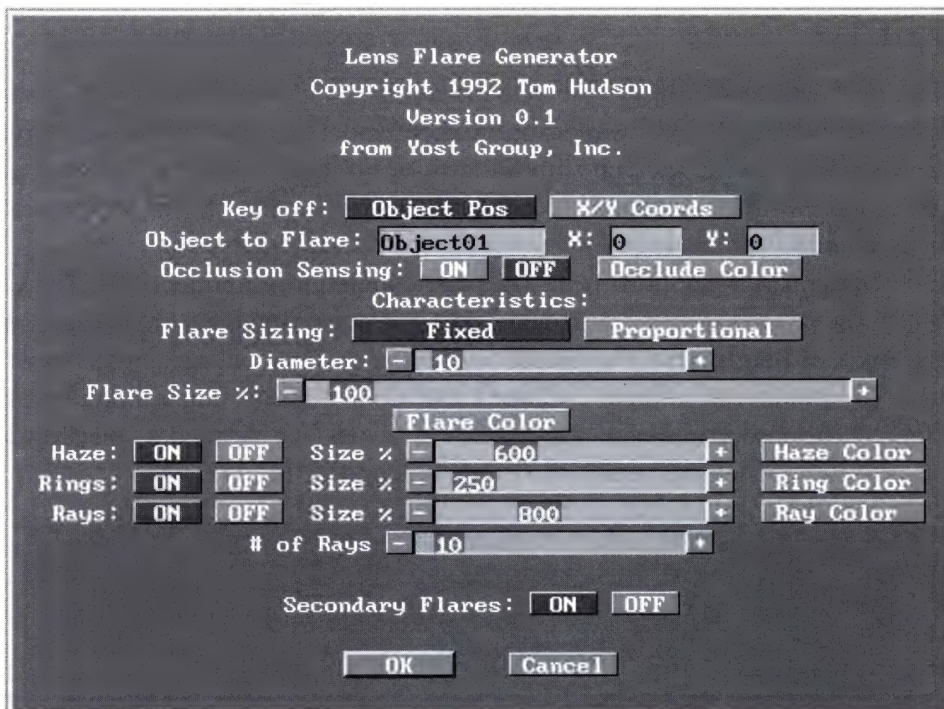 Lens Flare Generator
Copyright 1992 Tom Hudson
Version 0.1
from Yost Group, Inc.
Key off: Object Pos X/Y Coords
Object to Flare: Object01 X: 0 Y: 0
Occlusion Sensing: ON OFF Occlude Color
Characteristics:
Flare Sizing: Fixed Proportional
Diameter: - 10 +
Flare Size %: - 100 +
Flare Color
Haze: ON OFF Size % - 600 + Haze Color
Rings: ON OFF Size % - 250 + Ring Color
Rays: ON OFF Size % - 800 + Ray Color
# of Rays - 10 +
Secondary Flares: ON OFF
OK Cancel